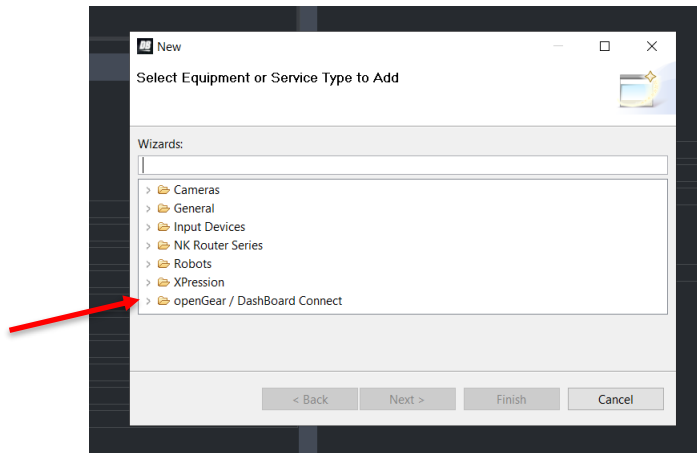 DB New
Select Equipment or Service Type to Add
Wizards:
Cameras
General
Input Devices
NK Router Series
Robots
XPression
openGear / DashBoard Connect
< Back Next > Finish Cancel